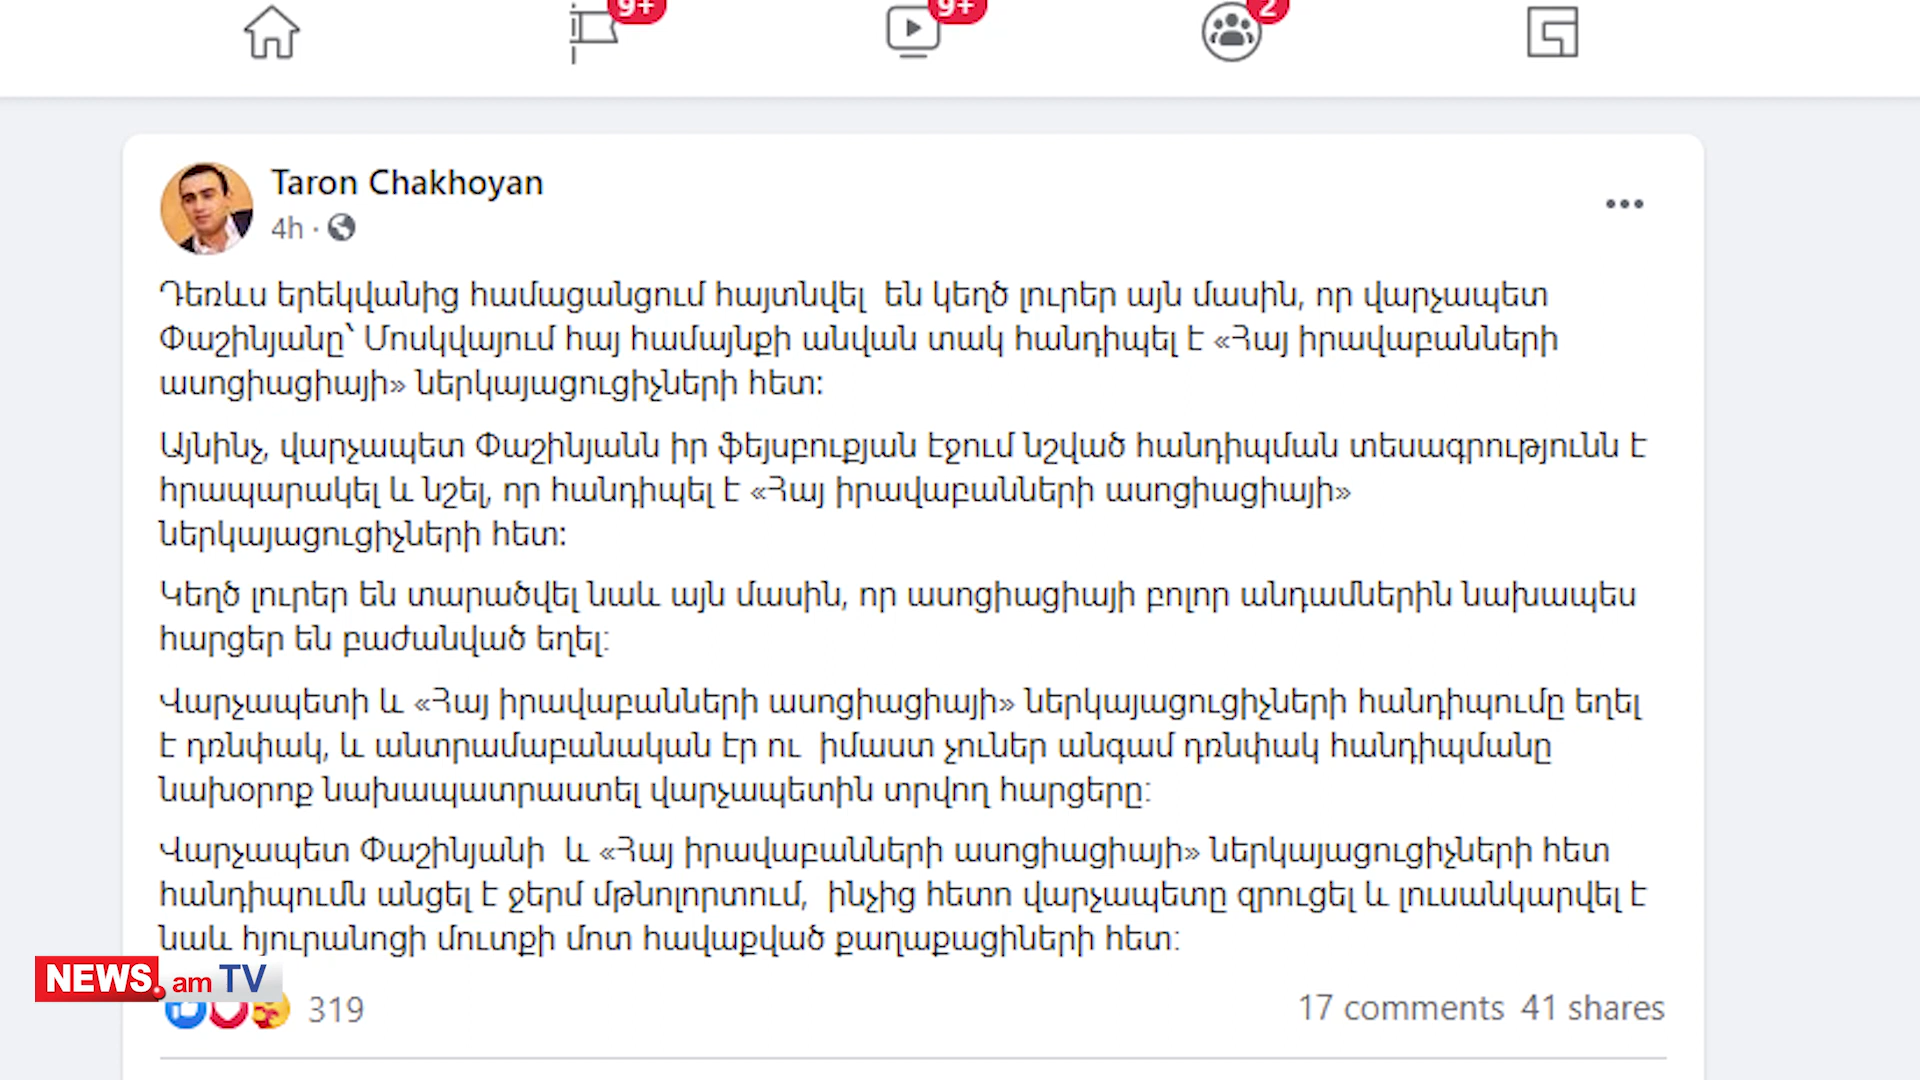 9+
9+
2
Taron Chakhoyan
4h ·
Դեռևս երեկվանից համացանցում հայտնվել  են կեղծ լուրեր այն մասին, որ վարչապետ
Փաշինյանը՝ Մոսկվայում հայ համայնքի անվան տակ հանդիպել է «Հայ իրավաբանների
ասոցիացիայի» ներկայացուցիչների հետ:
Այնինչ, վարչապետ Փաշինյանն իր ֆեյսբուքյան էջում նշված հանդիպման տեսագրությունն է
հրապարակել և նշել, որ հանդիպել է «Հայ իրավաբանների ասոցիացիայի»
ներկայացուցիչների հետ:
Կեղծ լուրեր են տարածվել նաև այն մասին, որ ասոցիացիայի բոլոր անդամներին նախապես
հարցեր են բաժանված եղել:
Վարչապետի և «Հայ իրավաբանների ասոցիացիայի» ներկայացուցիչների հանդիպումը եղել
է դռնփակ, և անտրամաբանական էր ու  իմաստ չուներ անգամ դռնփակ հանդիպմանը
նախօրոք նախապատրաստել վարչապետին տրվող հարցերը:
Վարչապետ Փաշինյանի  և «Հայ իրավաբանների ասոցիացիայի» ներկայացուցիչների հետ
հանդիպումն անցել է ջերմ մթնոլորտում,  ինչից հետո վարչապետը զրուցել և լուսանկարվել է
նաև հյուրանոցի մուտքի մոտ հավաքված քաղաքացիների հետ:
NEWS.am TV
319
17 comments 41 shares